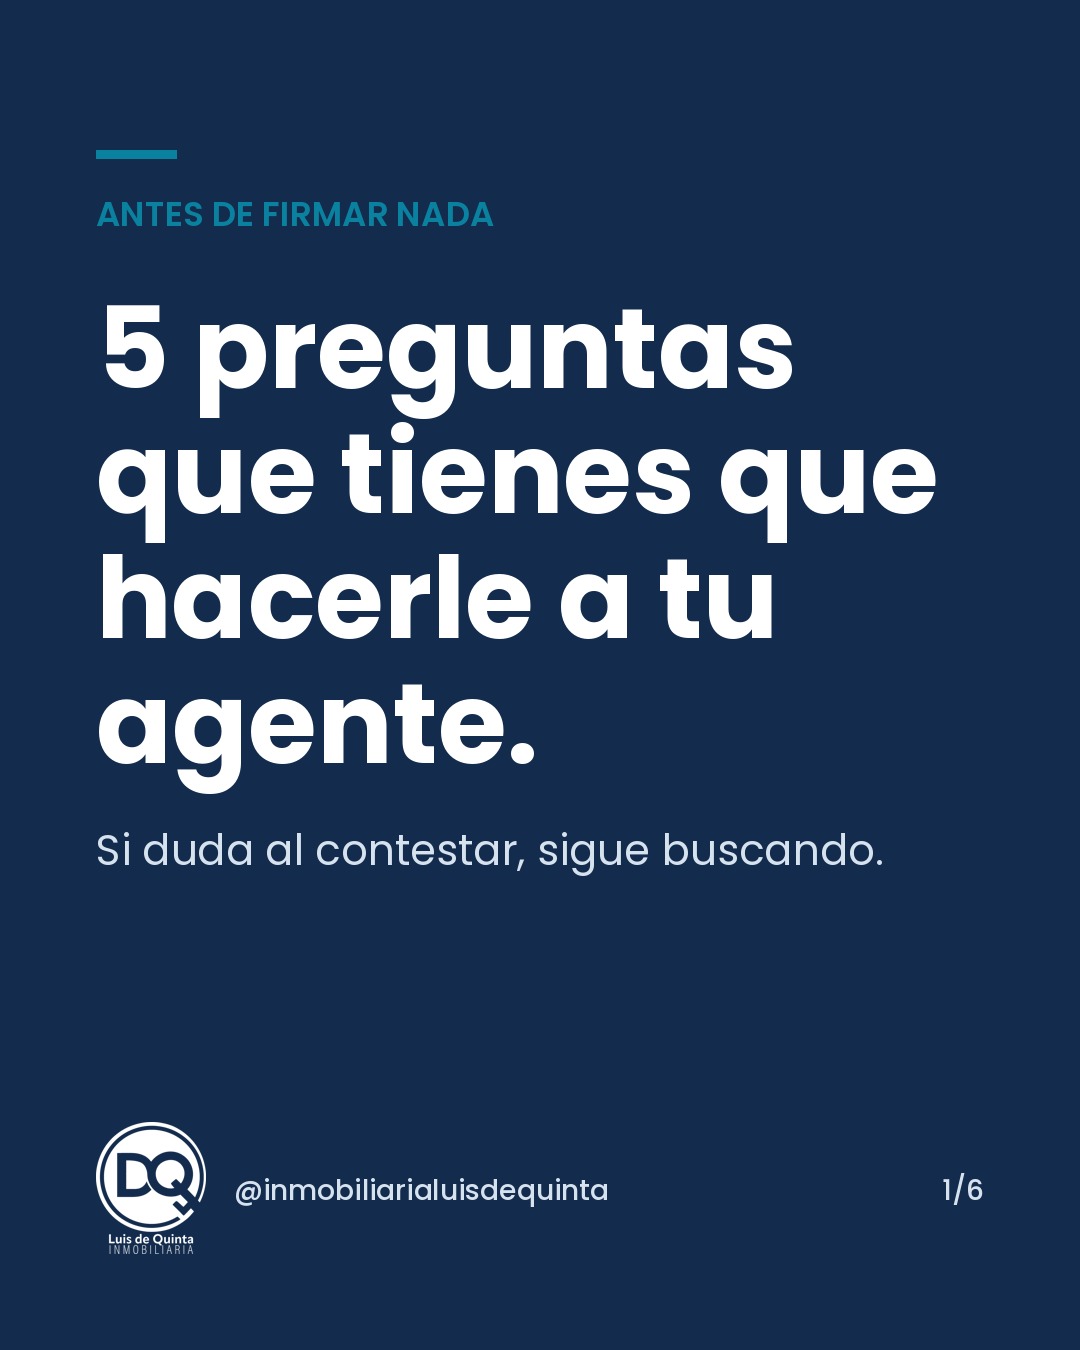 ANTES DE FIRMAR NADA
5 preguntas
que tienes que
hacerle a tu
agente.
Si duda al contestar, sigue buscando.
DQ
Luis de Quinta
INMOBILIARIA
@inmobiliarialuisdequinta
1/6